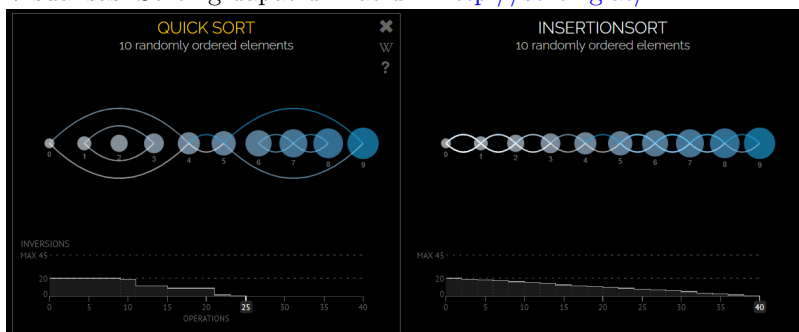 http://sorting.at/
QUICK SORT
10 randomly ordered elements
W
?
0 1 2 3 4 5 6 7 8 9
INVERSIONS
MAX 45
20
0
0 5 10 15 20 25 30 35 40
OPERATIONS
INSERTIONSORT
10 randomly ordered elements
0 1 2 3 4 5 6 7 8 9
MAX 45
20
0
0 5 10 15 20 25 30 35 40